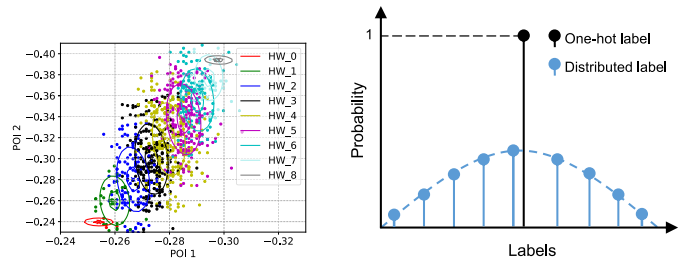 −0.40
−0.38
−0.36
−0.34
−0.32
−0.30
−0.28
−0.26
−0.24
POI 2
−0.24
−0.26
−0.28
−0.30
−0.32
POI 1
HW_0
HW_1
HW_2
HW_3
HW_4
HW_5
HW_6
HW_7
HW_8
Probability
1
One-hot label
Distributed label
Labels